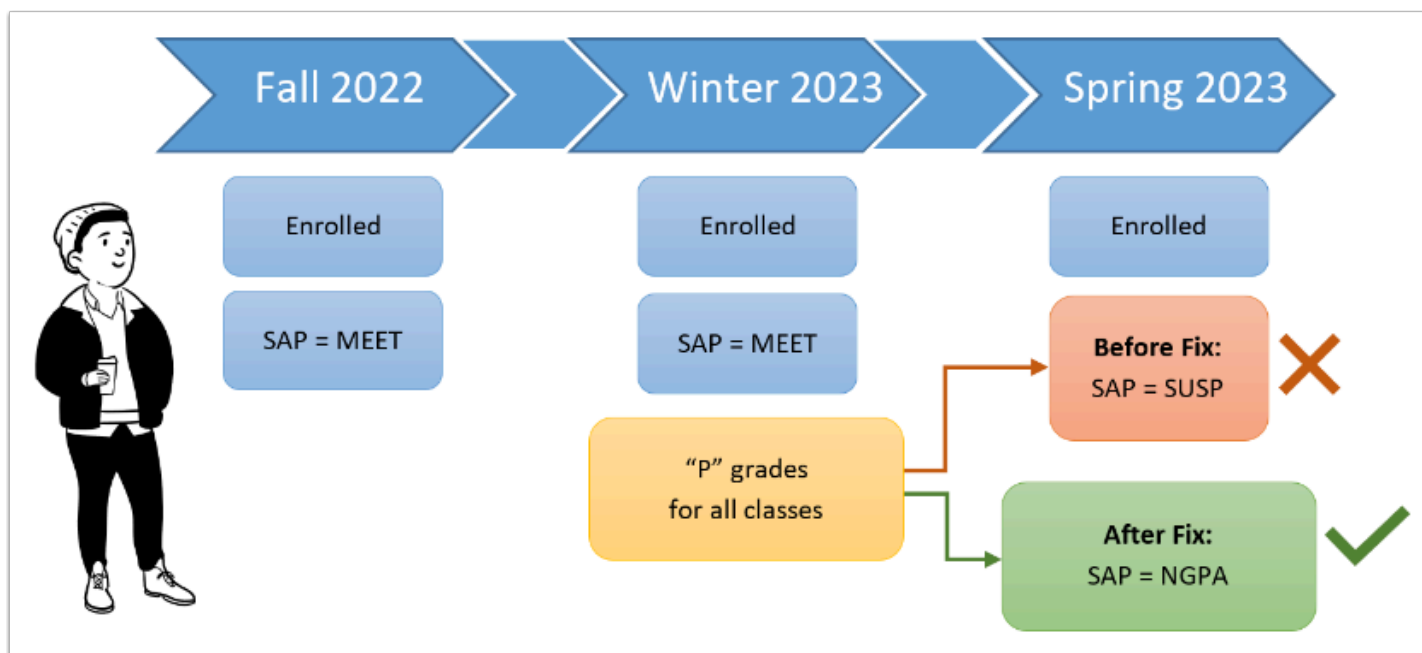 Fall 2022
Winter 2023
Spring 2023
Enrolled
Enrolled
Enrolled
SAP = MEET
SAP = MEET
Before Fix:
SAP = SUSP
“P” grades
for all classes
After Fix:
SAP = NGPA